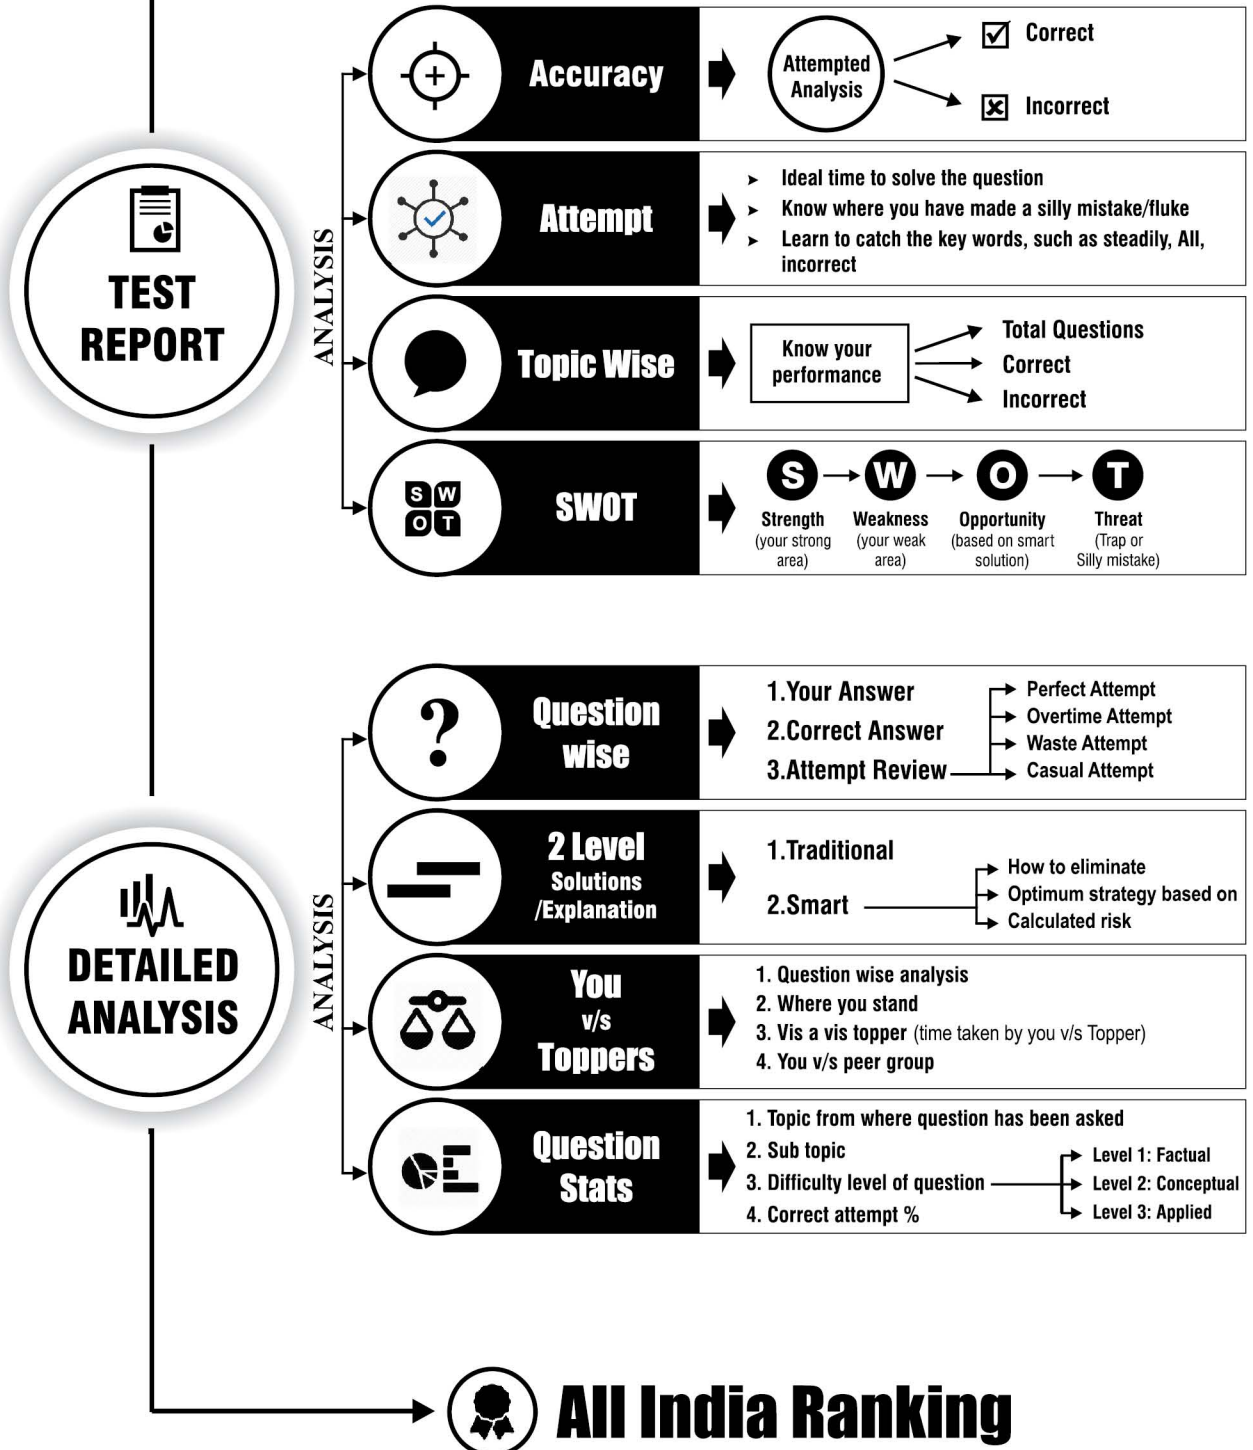 TEST
REPORT
ANALYSIS
Accuracy
Attempted
Analysis
Correct
Incorrect
Attempt
➤ Ideal time to solve the question
➤ Know where you have made a silly mistake/fluke
➤ Learn to catch the key words, such as steadily, All,
incorrect
Topic Wise
Know your
performance
Total Questions
Correct
Incorrect
S W
O T
SWOT
S W O T
Strength Weakness Opportunity Threat
(your strong (your weak (based on smart (Trap or
area) area) solution) Silly mistake)
DETAILED
ANALYSIS
ANALYSIS
?
Question
wise
1.Your Answer
2.Correct Answer
3.Attempt Review
Perfect Attempt
Overtime Attempt
Waste Attempt
Casual Attempt
2 Level
Solutions
/Explanation
1.Traditional
2.Smart
How to eliminate
Optimum strategy based on
Calculated risk
You
v/s
Toppers
1. Question wise analysis
2. Where you stand
3. Vis a vis topper (time taken by you v/s Topper)
4. You v/s peer group
Question
Stats
1. Topic from where question has been asked
2. Sub topic
3. Difficulty level of question
4. Correct attempt %
Level 1: Factual
Level 2: Conceptual
Level 3: Applied
All India Ranking